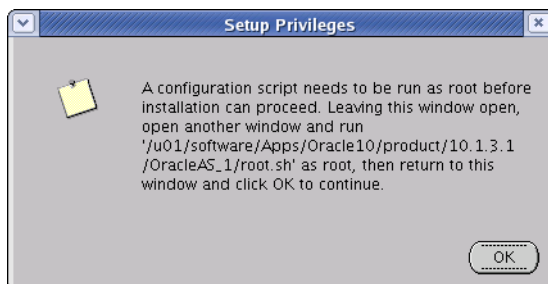 Setup Privileges
A configuration script needs to be run as root before
installation can proceed. Leaving this window open,
open another window and run
'/u01/software/Apps/Oracle10/product/10.1.3.1
/OracleAS_1/root.sh' as root, then return to this
window and click OK to continue.
OK